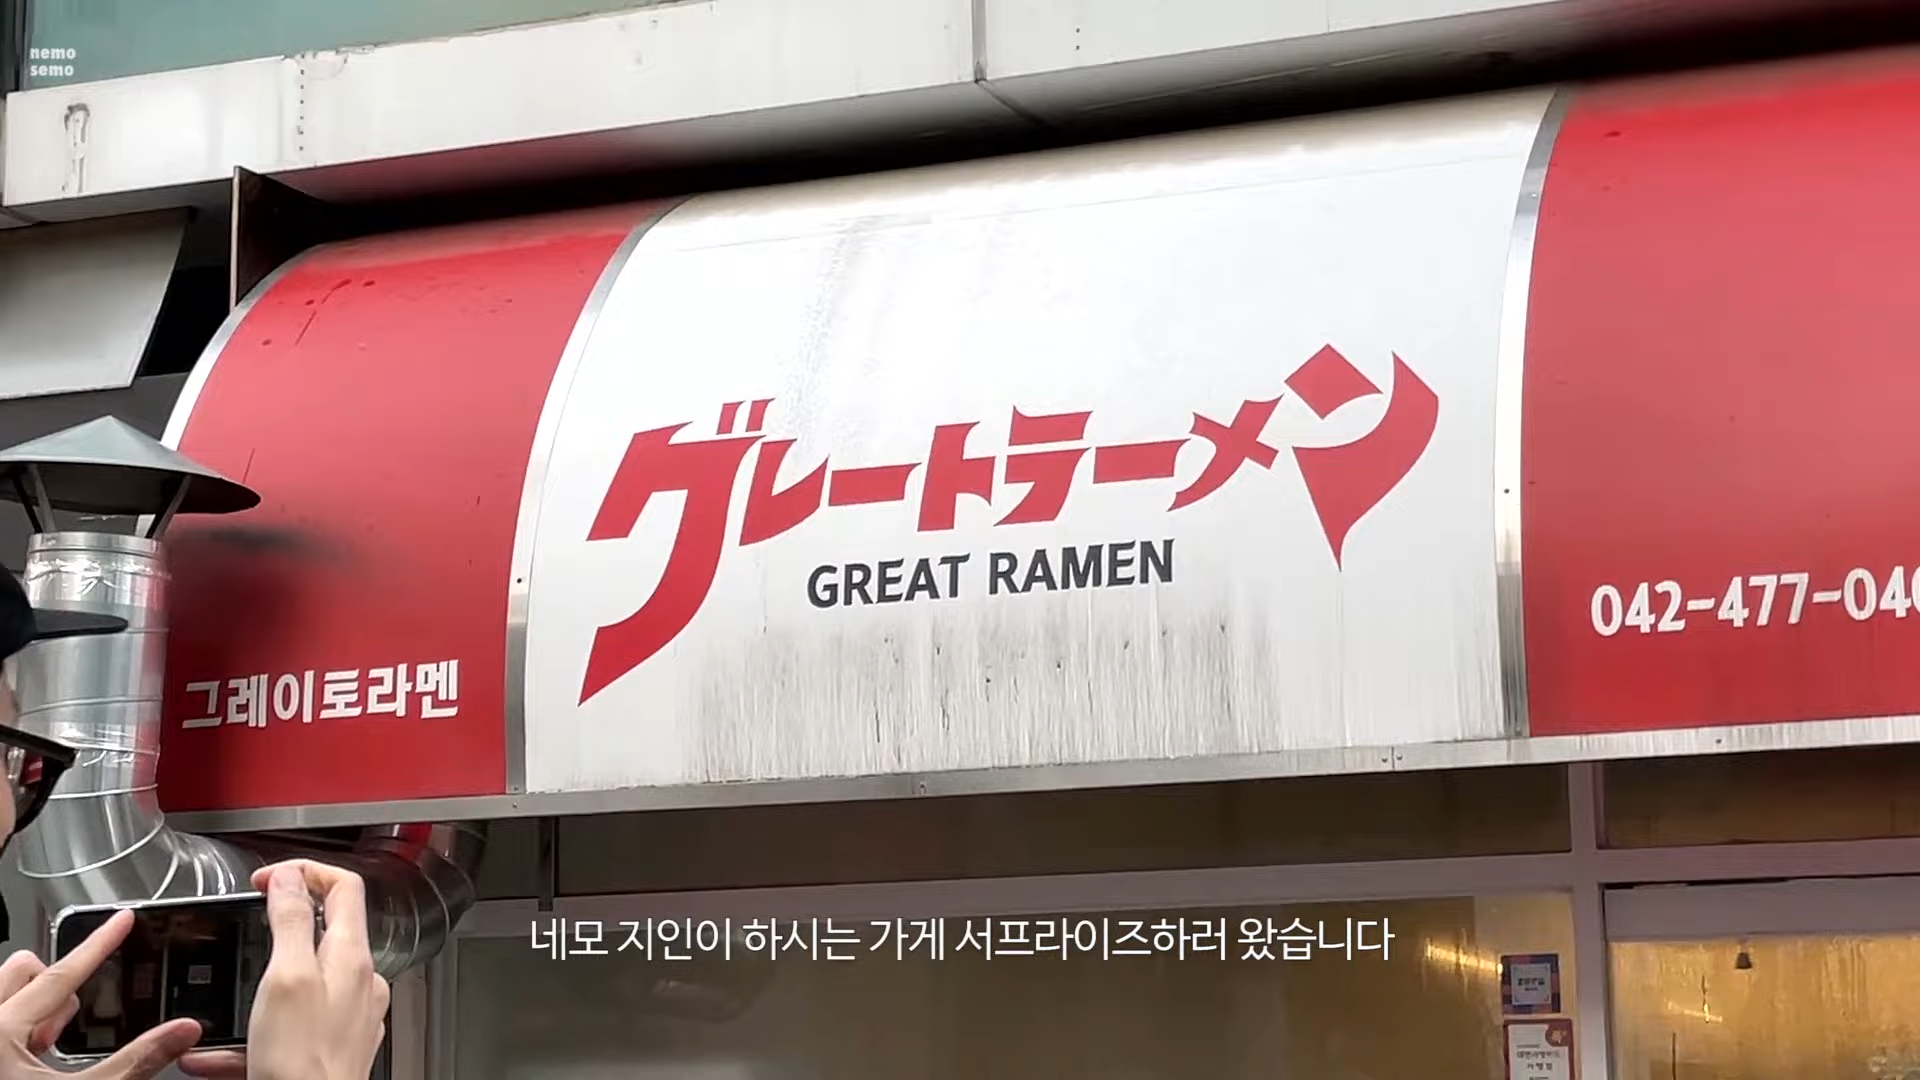 nemo
semo
グレートラーメン
GREAT RAMEN
그레이토라멘
042-477-040
네모 지인이 하시는 가게 서프라이즈하러 왔습니다